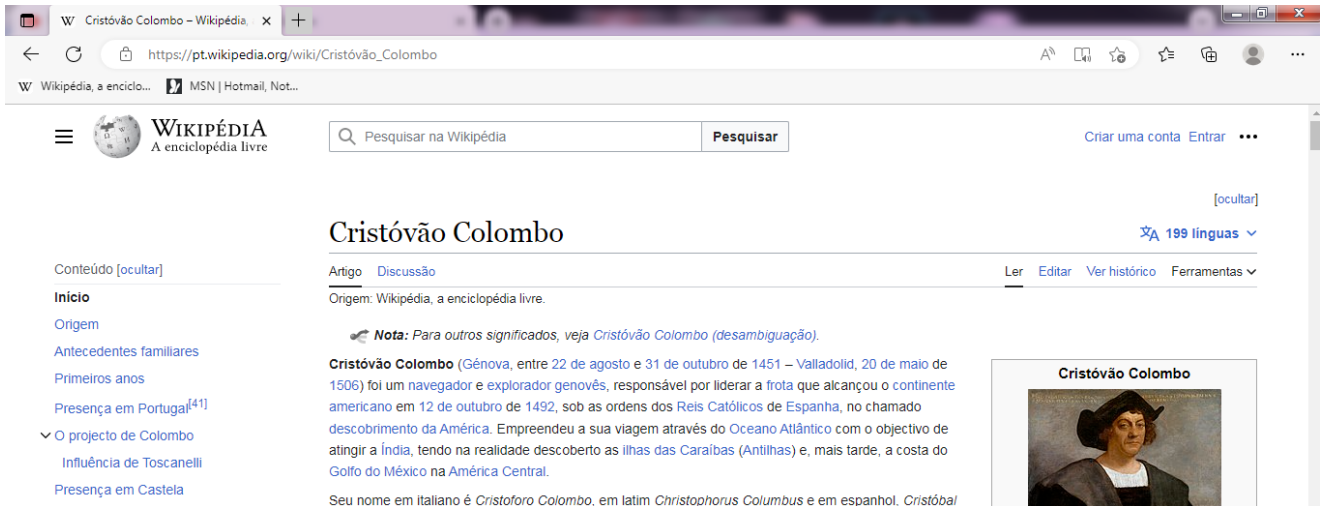 Cristóvão Colombo – Wikipédia,
https://pt.wikipedia.org/wiki/Cristóvão_Colombo
Wikipédia, a enciclo... MSN | Hotmail, Not...
WIKIPÉDIA
A enciclopédia livre
Pesquisar na Wikipédia Pesquisar
Criar uma conta Entrar
[ocultar]
Cristóvão Colombo
199 línguas
Conteúdo [ocultar]
Início
Origem
Antecedentes familiares
Primeiros anos
Presença em Portugal[41]
O projecto de Colombo
Influência de Toscanelli
Presença em Castela
Artigo Discussão
Ler Editar Ver histórico Ferramentas
Origem: Wikipédia, a enciclopédia livre.
Nota: Para outros significados, veja Cristóvão Colombo (desambiguação).
Cristóvão Colombo (Génova, entre 22 de agosto e 31 de outubro de 1451 – Valladolid, 20 de maio de
1506) foi um navegador e explorador genovês, responsável por liderar a frota que alcançou o continente
americano em 12 de outubro de 1492, sob as ordens dos Reis Católicos de Espanha, no chamado
descobrimento da América. Empreendeu a sua viagem através do Oceano Atlântico com o objectivo de
atingir a Índia, tendo na realidade descoberto as ilhas das Caraíbas (Antilhas) e, mais tarde, a costa do
Golfo do México na América Central.
Seu nome em italiano é Cristoforo Colombo, em latim Christophorus Columbus e em espanhol, Cristóbal
Cristóvão Colombo